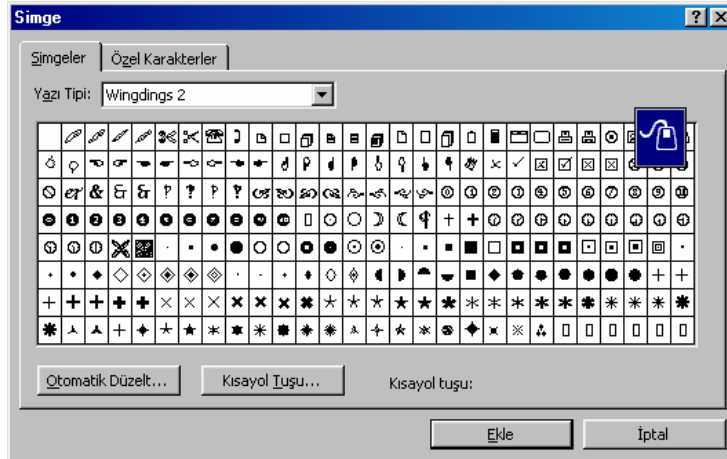 Simge
Simgeler
Özel Karakterler
Yazı Tipi:
Wingdings 2
Otomatik Düzelt...
Kısayol Tuşu...
Kısayol tuşu:
Ekle
İptal